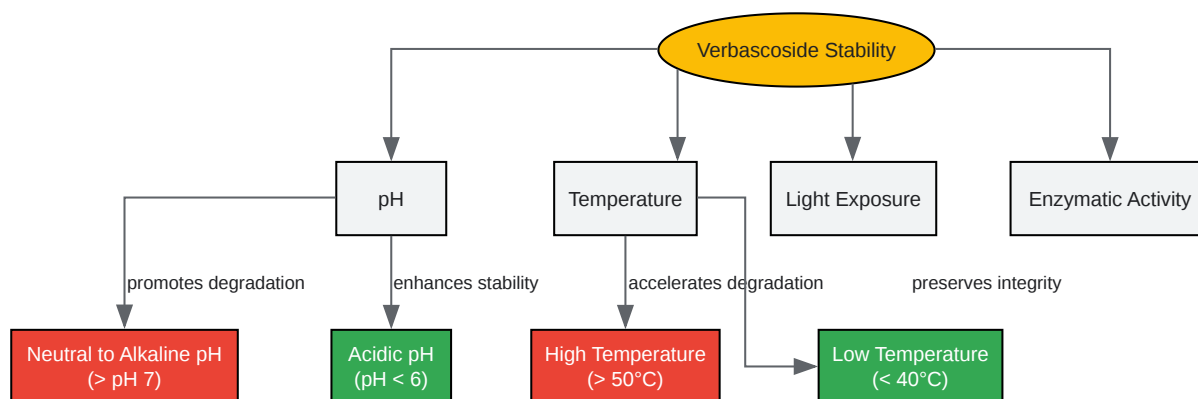 Verbascoside Stability
pH
Temperature
Light Exposure
Enzymatic Activity
promotes degradation
enhances stability
accelerates degradation
preserves integrity
Neutral to Alkaline pH
(> pH 7)
Acidic pH
(pH < 6)
High Temperature
(> 50°C)
Low Temperature
(< 40°C)